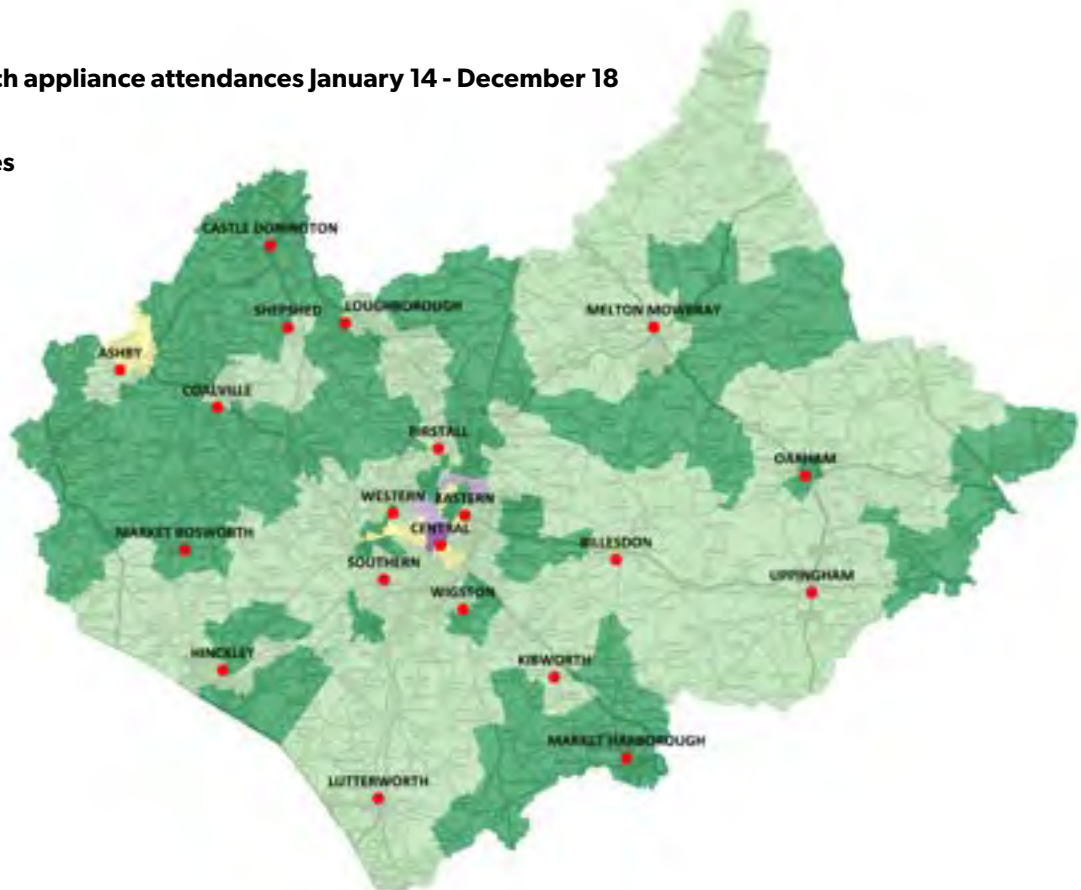 ch appliance attendances January 14 - December 18
es
CASTLE DONINGTON
SHEPSHED
LOUGHBOROUGH
MELTON MOWBRAY
ASHBY
COALVILLE
BIRSTALL
OAKHAM
WESTERN
EASTERN
CENTRAL
MARKET BOSWORTH
BILLESDON
SOUTHERN
UPPINGHAM
WIGSTON
HINCKLEY
KIBWORTH
MARKET HARBOROUGH
LUTTERWORTH